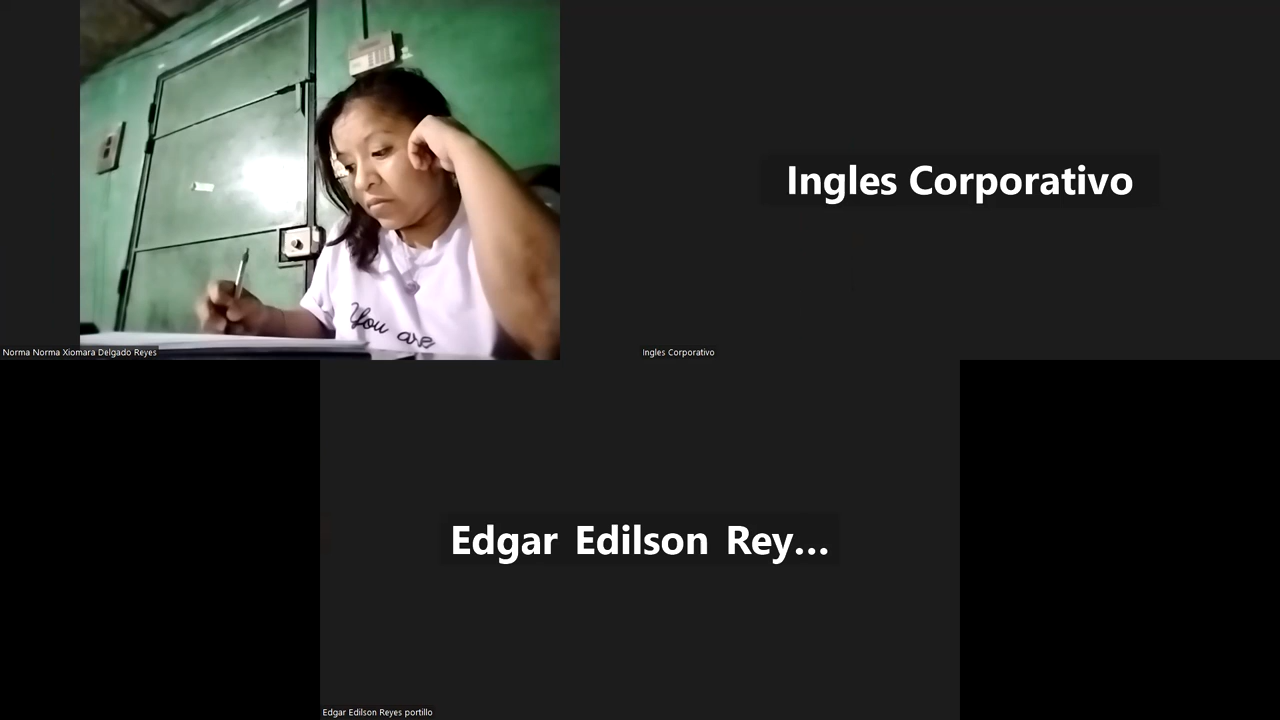 You are
Norma Norma Xiomara Delgado Reyes
Ingles Corporativo
Ingles Corporativo
Edgar Edilson Rey...
Edgar Edilson Reyes portillo